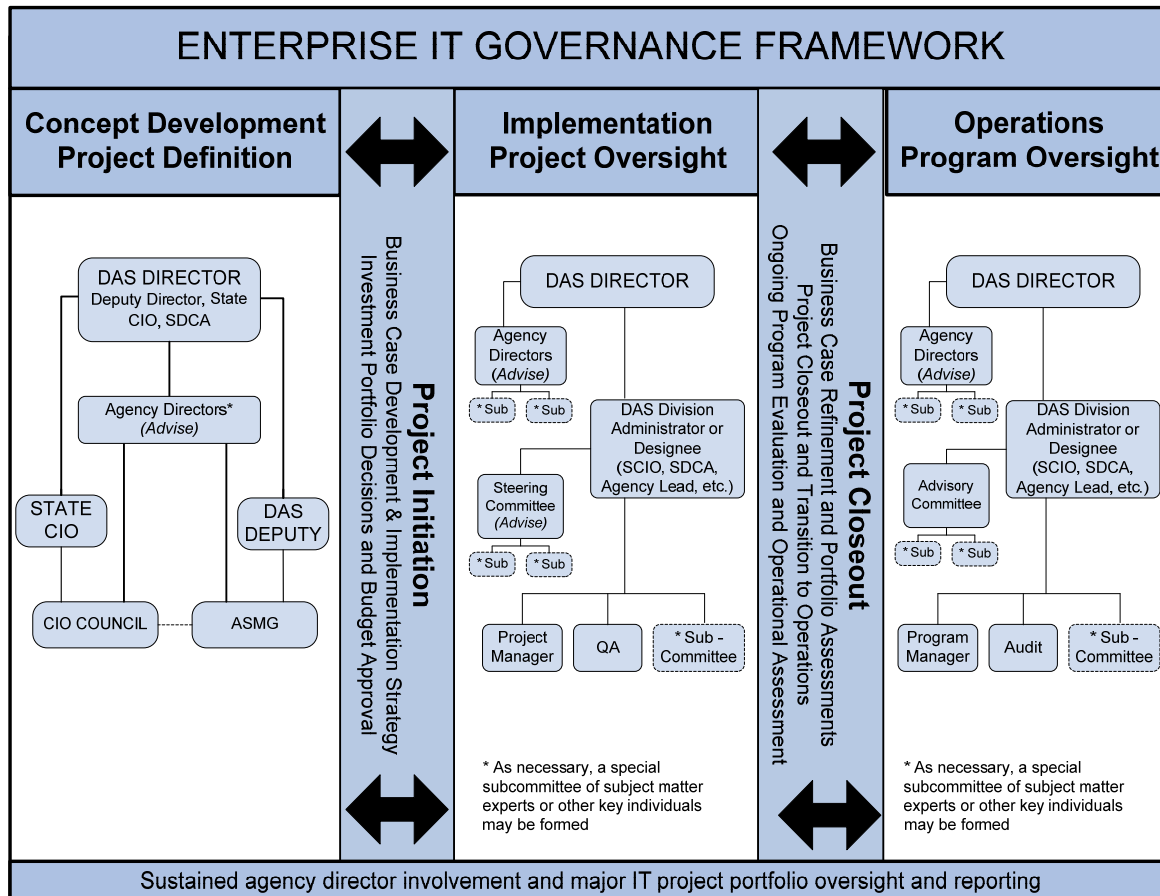 ENTERPRISE IT GOVERNANCE FRAMEWORK
Concept Development
Project Definition
DAS DIRECTOR
Deputy Director, State
CIO, SDCA
Agency Directors*
(Advise)
STATE
CIO
DAS
DEPUTY
CIO COUNCIL
ASMG
Project Initiation
Business Case Development & Implementation Strategy
Investment Portfolio Decisions and Budget Approval
Implementation
Project Oversight
DAS DIRECTOR
Agency
Directors
(Advise)
* Sub
* Sub
DAS Division
Administrator or
Designee
(SCIO, SDCA,
Agency Lead, etc.)
Steering
Committee
(Advise)
* Sub
* Sub
Project
Manager
QA
* Sub -
Committee
* As necessary, a special
subcommittee of subject matter
experts or other key individuals
may be formed
Project Closeout
Business Case Refinement and Portfolio Assessments
Project Closeout and Transition to Operations
Ongoing Program Evaluation and Operational Assessment
Operations
Program Oversight
DAS DIRECTOR
Agency
Directors
(Advise)
* Sub
* Sub
DAS Division
Administrator or
Designee
(SCIO, SDCA,
Agency Lead, etc.)
Advisory
Committee
* Sub
* Sub
Program
Manager
Audit
* Sub -
Committee
* As necessary, a special
subcommittee of subject matter
experts or other key individuals
may be formed
Sustained agency director involvement and major IT project portfolio oversight and reporting